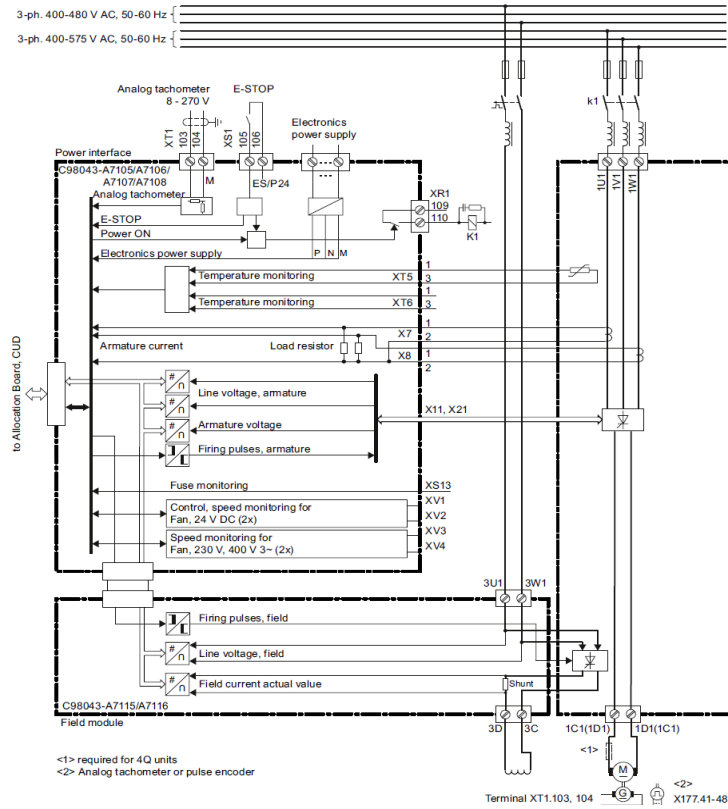 3-ph. 400-480 V AC, 50-60 Hz
3-ph. 400-575 V AC, 50-60 Hz
Analog tachometer
8 - 270 V
E-STOP
Electronics
power supply
k1
XT1
103
104
XS1
105
106
Power interface
M
ES/P24
1U1
1V1
1W1
C98043-A7105/A7106/
A7107/A7108
XR1
109
110
K1
Analog tachometer
E-STOP
Power ON
Electronics power supply
P N M
Temperature monitoring
XT5
1
3
Temperature monitoring
XT6
1
3
Armature current
Load resistor
X7
1
2
X8
1
2
to Allocation Board, CUD
#
n
Line voltage, armature
#
n
#
n
Armature voltage
X11, X21
Firing pulses, armature
Fuse monitoring
XS13
Control, speed monitoring for
Fan, 24 V DC (2x)
XV1
XV2
Speed monitoring for
Fan, 230 V, 400 V 3~ (2x)
XV3
XV4
3U1
3W1
Firing pulses, field
#
n
Line voltage, field
#
n
Field current actual value
Shunt
C98043-A7115/A7116
Field module
3D
3C
1C1(1D1)
1D1(1C1)
<1>
<1> required for 4Q units
<2> Analog tachometer or pulse encoder
M
G
<2>
Terminal XT1.103, 104
X177.41-48